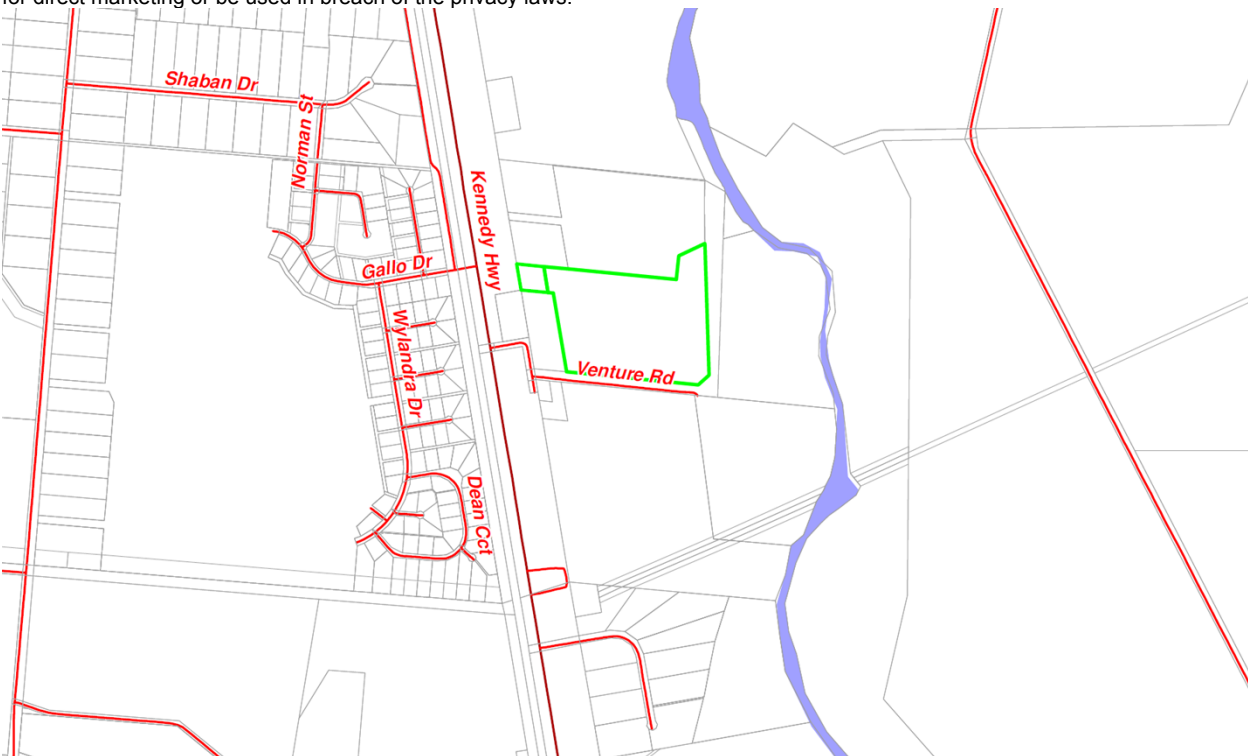 for direct marketing or be used in breach of the privacy laws.
Shaban Dr
Norman St
Kennedy Hwy
Gallo Dr
Wylandra Dr
Venture Rd
Dean Cct